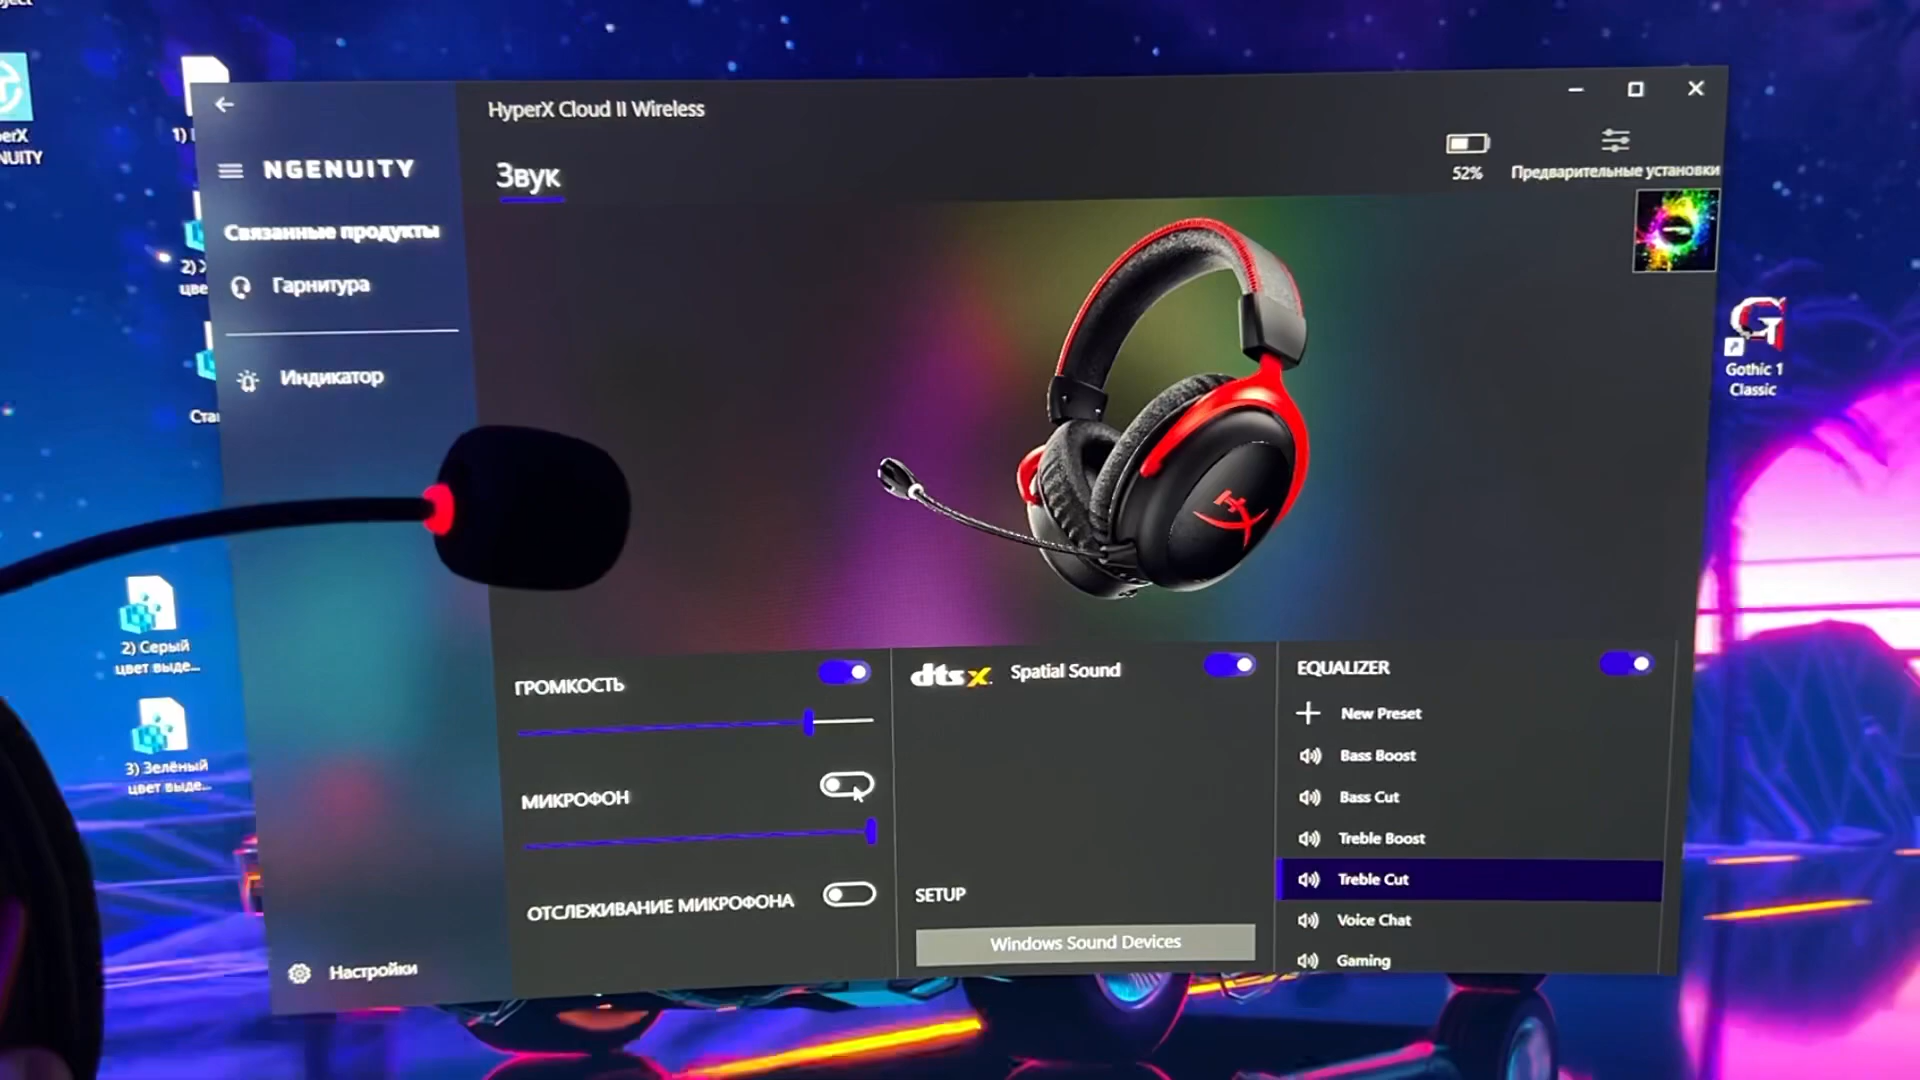 HyperX Cloud II Wireless
NGENUITY
Звук
52%
Предварительные установки
Связанные продукты
Гарнитура
Индикатор
Настройки
ГРОМКОСТЬ
МИКРОФОН
ОТСЛЕЖИВАНИЕ МИКРОФОНА
dts X
Spatial Sound
SETUP
Windows Sound Devices
EQUALIZER
New Preset
Bass Boost
Bass Cut
Treble Boost
Treble Cut
Voice Chat
Gaming
Gothic 1
Classic
2) Серый
цвет выде...
3) Зелёный
цвет выде...